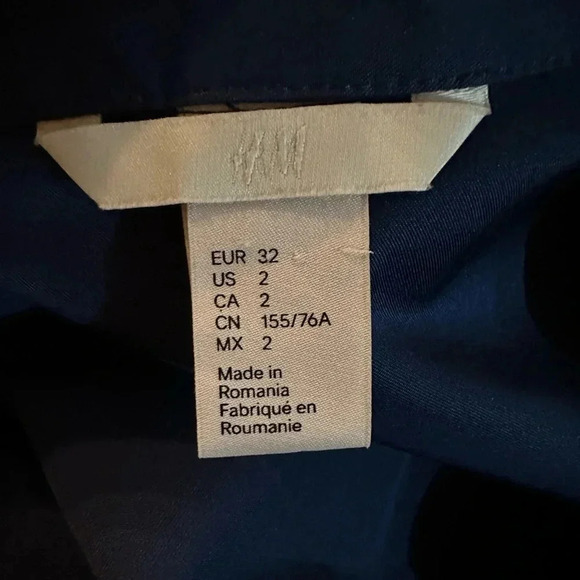 H&M
EUR 32
US 2
CA 2
CN 155/76A
MX 2
Made in
Romania
Fabriqué en
Roumanie